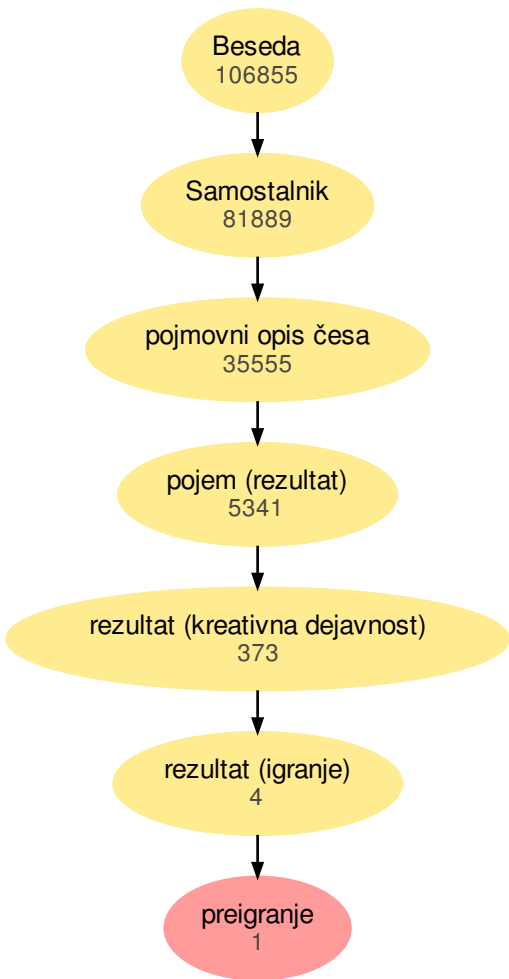 Beseda
106855
Samostalnik
81889
pojmovni opis česa
35555
pojem (rezultat)
5341
rezultat (kreativna dejavnost)
373
rezultat (igranje)
4
preigranje
1